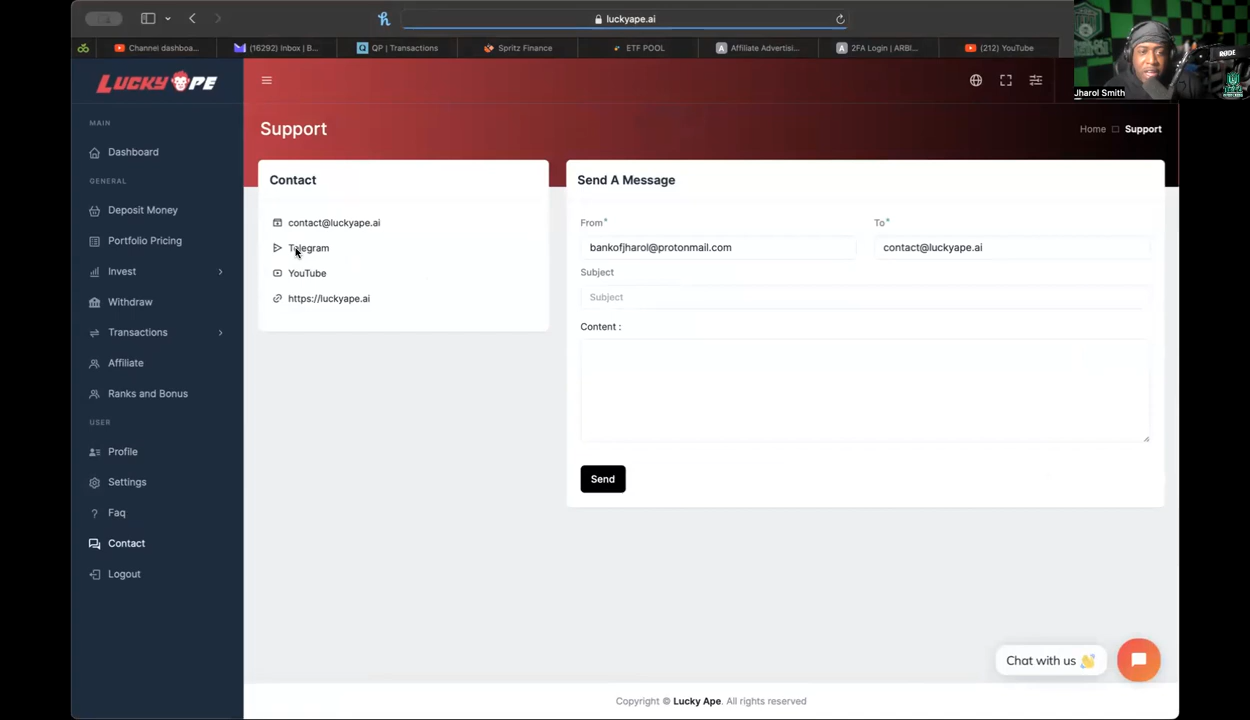 luckyape.ai
Channel dashboa...
(16292) Inbox | B...
QP | Transactions
Spritz Finance
ETF POOL
Affiliate Advertisi...
2FA Login | ARBI...
(212) YouTube
RØDE
Jharol Smith
LUCKY PE
MAIN
Dashboard
GENERAL
Deposit Money
Portfolio Pricing
Invest
Withdraw
Transactions
Affiliate
Ranks and Bonus
USER
Profile
Settings
Faq
Contact
Logout
Support
Home
Support
Contact
contact@luckyape.ai
Telegram
YouTube
https://luckyape.ai
Send A Message
From*
To*
bankofjharol@protonmail.com
contact@luckyape.ai
Subject
Subject
Content :
Send
Chat with us 👋
Copyright © Lucky Ape. All rights reserved